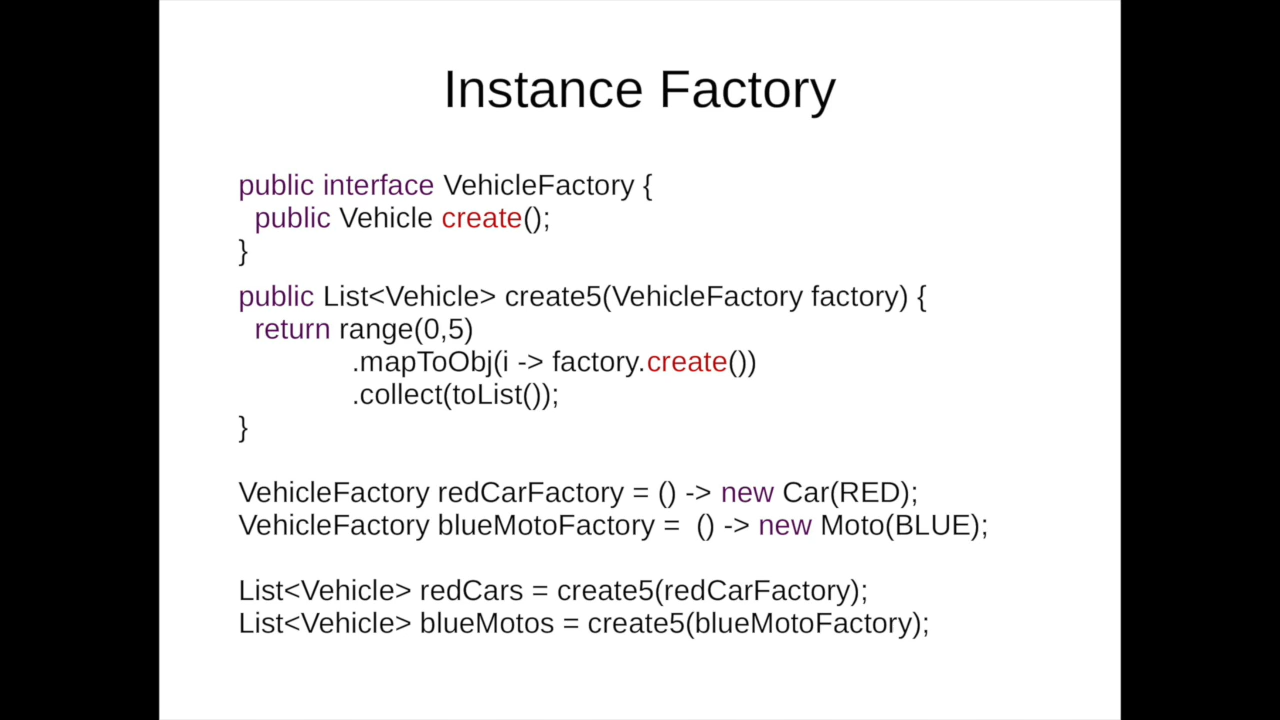 Instance Factory
public interface VehicleFactory {
public Vehicle create();
}
public List<Vehicle> create5(VehicleFactory factory) {
return range(0,5)
.mapToObj(i -> factory.create())
.collect(toList());
}
VehicleFactory redCarFactory = () -> new Car(RED);
VehicleFactory blueMotoFactory =  () -> new Moto(BLUE);
List<Vehicle> redCars = create5(redCarFactory);
List<Vehicle> blueMotos = create5(blueMotoFactory);